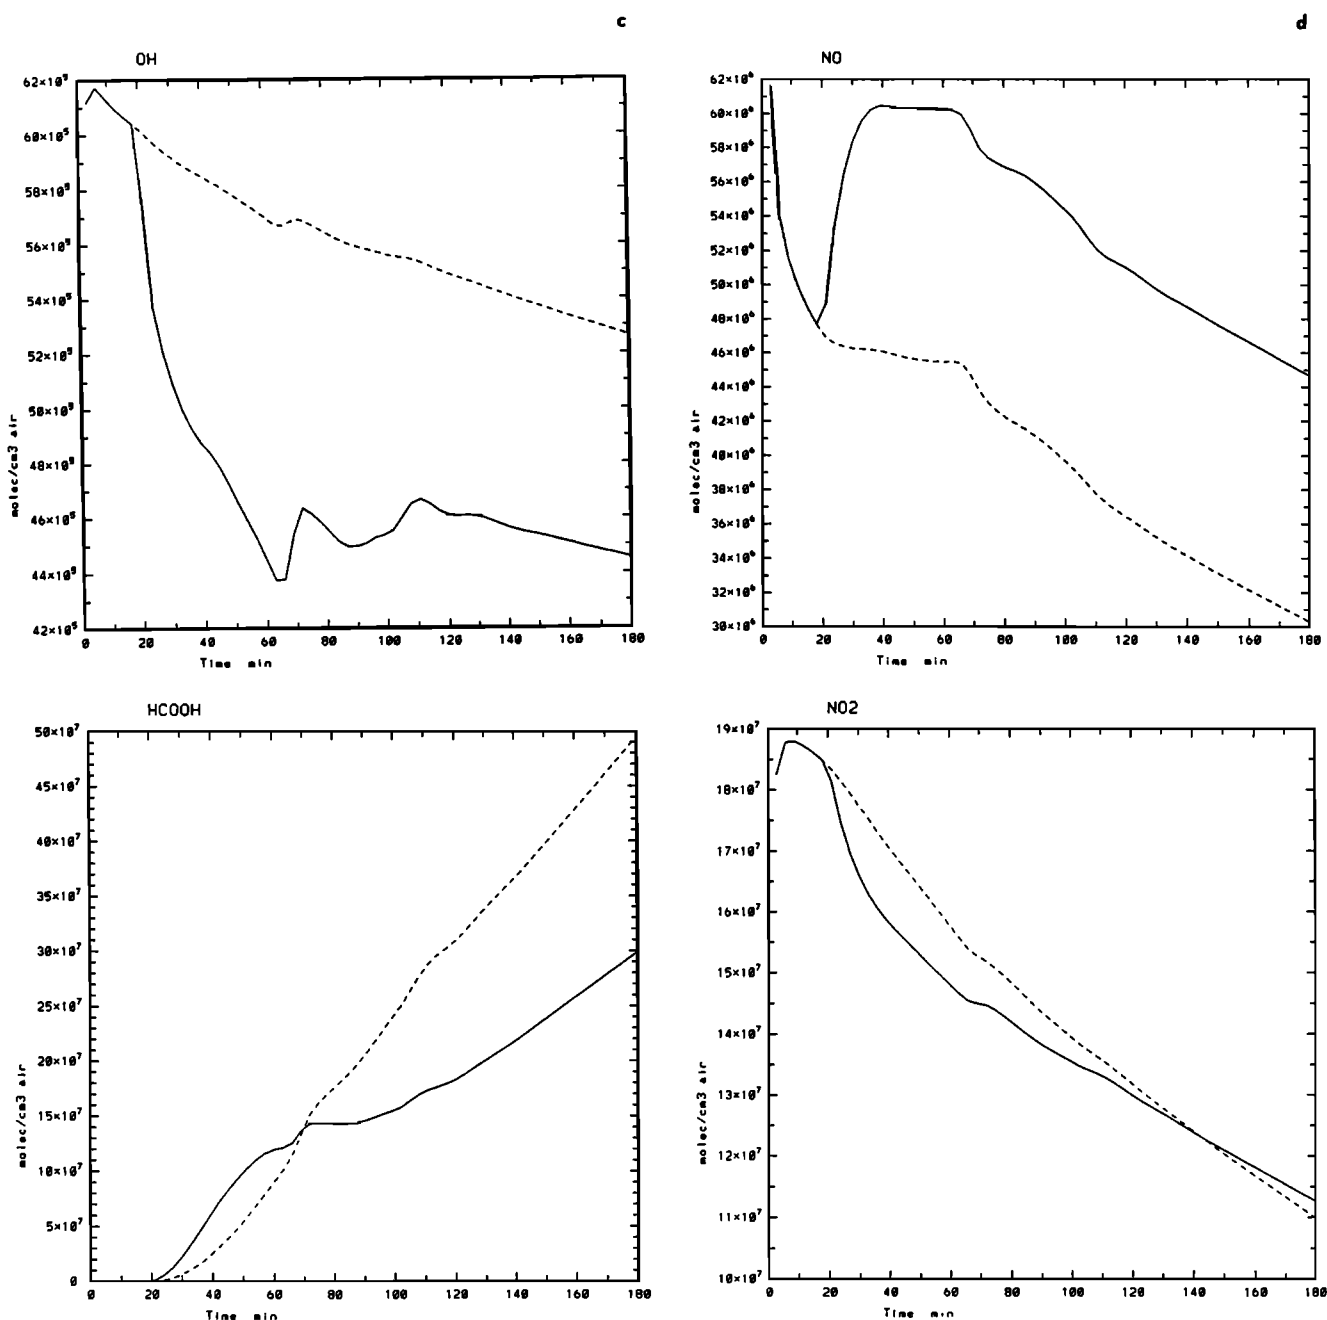 c
OH
62×10⁵
60×10⁵
58×10⁵
56×10⁵
54×10⁵
52×10⁵
50×10⁵
48×10⁵
46×10⁵
44×10⁵
42×10⁵
molec/cm3 air
0 20 40 60 80 100 120 140 160 180
Time min
d
NO
62×10⁶
60×10⁶
58×10⁶
56×10⁶
54×10⁶
52×10⁶
50×10⁶
48×10⁶
46×10⁶
44×10⁶
42×10⁶
40×10⁶
38×10⁶
36×10⁶
34×10⁶
32×10⁶
30×10⁶
molec/cm3 air
0 20 40 60 80 100 120 140 160 180
Time min
HCOOH
50×10⁷
45×10⁷
40×10⁷
35×10⁷
30×10⁷
25×10⁷
20×10⁷
15×10⁷
10×10⁷
5×10⁷
0
molec/cm3 air
0 20 40 60 80 100 120 140 160 180
Time min
NO2
19×10⁷
18×10⁷
17×10⁷
16×10⁷
15×10⁷
14×10⁷
13×10⁷
12×10⁷
11×10⁷
10×10⁷
molec/cm3 air
0 20 40 60 80 100 120 140 160 180
Time min